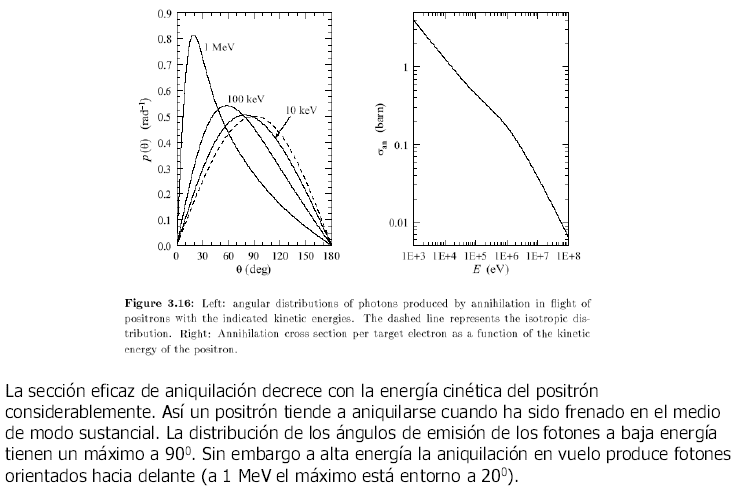 0.9
0.8
0.7
0.6
0.5
0.4
0.3
0.2
0.1
0.0
p(θ) (rad⁻¹)
1 MeV
100 keV
10 keV
0 30 60 90 120 150 180
θ (deg)
1
0.1
0.01
σan (barn)
1E+3 1E+4 1E+5 1E+6 1E+7 1E+8
E (eV)
Figure 3.16: Left: angular distributions of photons produced by annihilation in flight of
positrons with the indicated kinetic energies. The dashed line represents the isotropic dis-
tribution. Right: Annihilation cross section per target electron as a function of the kinetic
energy of the positron.
La sección eficaz de aniquilación decrece con la energía cinética del positrón
considerablemente. Así un positrón tiende a aniquilarse cuando ha sido frenado en el medio
de modo sustancial. La distribución de los ángulos de emisión de los fotones a baja energía
tienen un máximo a 90⁰. Sin embargo a alta energía la aniquilación en vuelo produce fotones
orientados hacia delante (a 1 MeV el máximo está entorno a 20⁰).